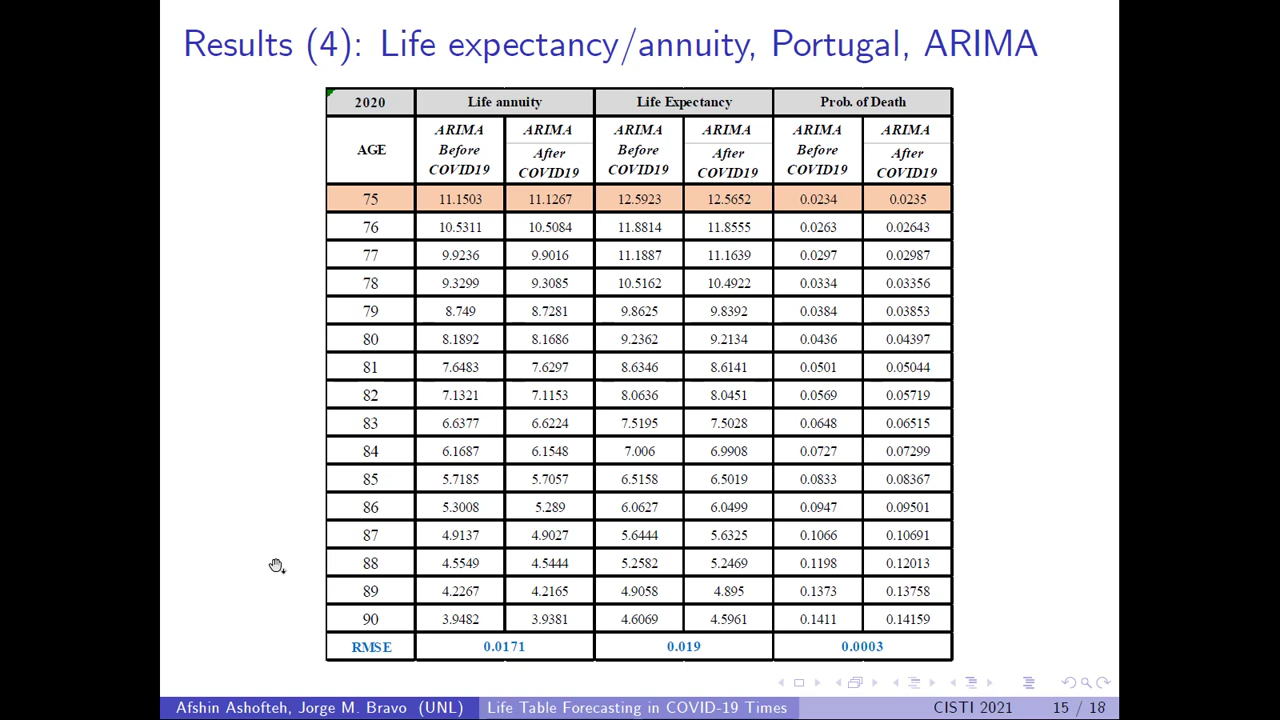 Results (4): Life expectancy/annuity, Portugal, ARIMA
2020 Life annuity Life Expectancy Prob. of Death
AGE ARIMA Before COVID19 ARIMA After COVID19 ARIMA Before COVID19 ARIMA After COVID19 ARIMA Before COVID19 ARIMA After COVID19
75 11.1503 11.1267 12.5923 12.5652 0.0234 0.0235
76 10.5311 10.5084 11.8814 11.8555 0.0263 0.02643
77 9.9236 9.9016 11.1887 11.1639 0.0297 0.02987
78 9.3299 9.3085 10.5162 10.4922 0.0334 0.03356
79 8.749 8.7281 9.8625 9.8392 0.0384 0.03853
80 8.1892 8.1686 9.2362 9.2134 0.0436 0.04397
81 7.6483 7.6297 8.6346 8.6141 0.0501 0.05044
82 7.1321 7.1153 8.0636 8.0451 0.0569 0.05719
83 6.6377 6.6224 7.5195 7.5028 0.0648 0.06515
84 6.1687 6.1548 7.006 6.9908 0.0727 0.07299
85 5.7185 5.7057 6.5158 6.5019 0.0833 0.08367
86 5.3008 5.289 6.0627 6.0499 0.0947 0.09501
87 4.9137 4.9027 5.6444 5.6325 0.1066 0.10691
88 4.5549 4.5444 5.2582 5.2469 0.1198 0.12013
89 4.2267 4.2165 4.9058 4.895 0.1373 0.13758
90 3.9482 3.9381 4.6069 4.5961 0.1411 0.14159
RMSE 0.0171 0.019 0.0003
Afshin Ashofteh, Jorge M. Bravo (UNL) Life Table Forecasting in COVID-19 Times CISTI 2021 15 / 18